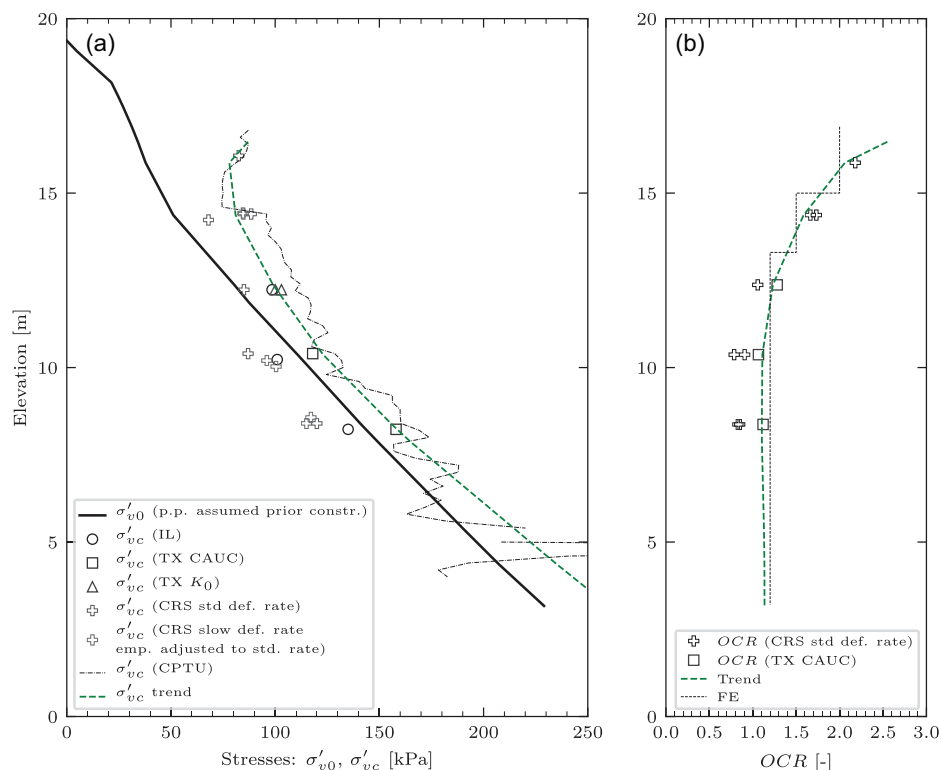 (a)
20
15
10
5
0
Elevation [m]
0
50
100
150
200
250
Stresses: σ′v0, σ′vc [kPa]
σ′v0 (p.p. assumed prior constr.)
σ′vc (IL)
σ′vc (TX CAUC)
σ′vc (TX K0)
σ′vc (CRS std def. rate)
σ′vc (CRS slow def. rate
emp. adjusted to std. rate)
σ′vc (CPTU)
σ′vc trend
(b)
20
15
10
5
0
0.0
0.5
1.0
1.5
2.0
2.5
3.0
OCR [-]
OCR (CRS std def. rate)
OCR (TX CAUC)
Trend
FE